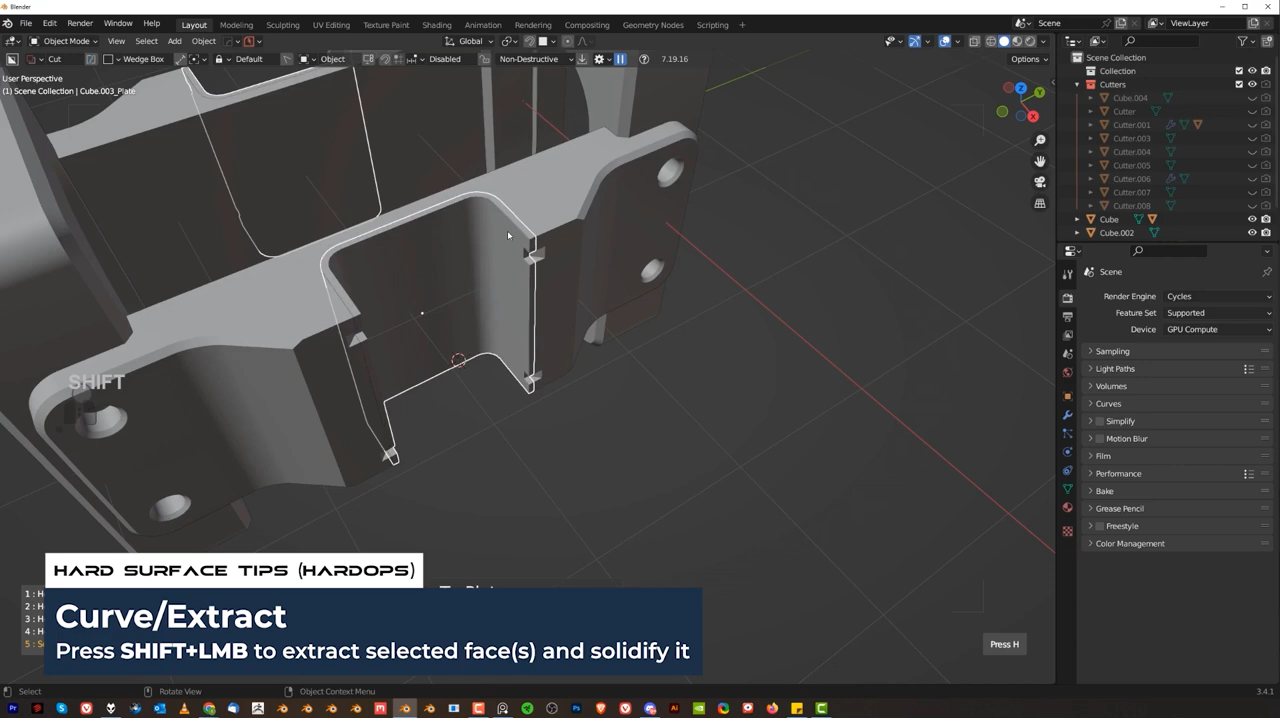 Blender
File Edit Render Window Help
Layout Modeling Sculpting UV Editing Texture Paint Shading Animation Rendering Compositing Geometry Nodes Scripting +
Scene
ViewLayer
Object Mode View Select Add Object
Global
Cut Wedge Box Default Object Disabled Non-Destructive 7.19.16
Options
User Perspective
(1) Scene Collection | Cube.003_Plate
Z
Y
X
Scene Collection
Collection
Cutters
Cube.004
Cutter
Cutter.001
Cutter.003
Cutter.004
Cutter.005
Cutter.006
Cutter.007
Cutter.008
Cube
Cube.002
Scene
Render Engine Cycles
Feature Set Supported
Device GPU Compute
Sampling
Light Paths
Volumes
Curves
Simplify
Motion Blur
Film
Performance
Bake
Grease Pencil
Freestyle
Color Management
SHIFT
HARD SURFACE TIPS (HARDOPS)
1 : H
2 : H
3 : H
4 : H
5 : S
Curve/Extract
Press SHIFT+LMB to extract selected face(s) and solidify it
Press H
Select Rotate View Object Context Menu
3.4.1